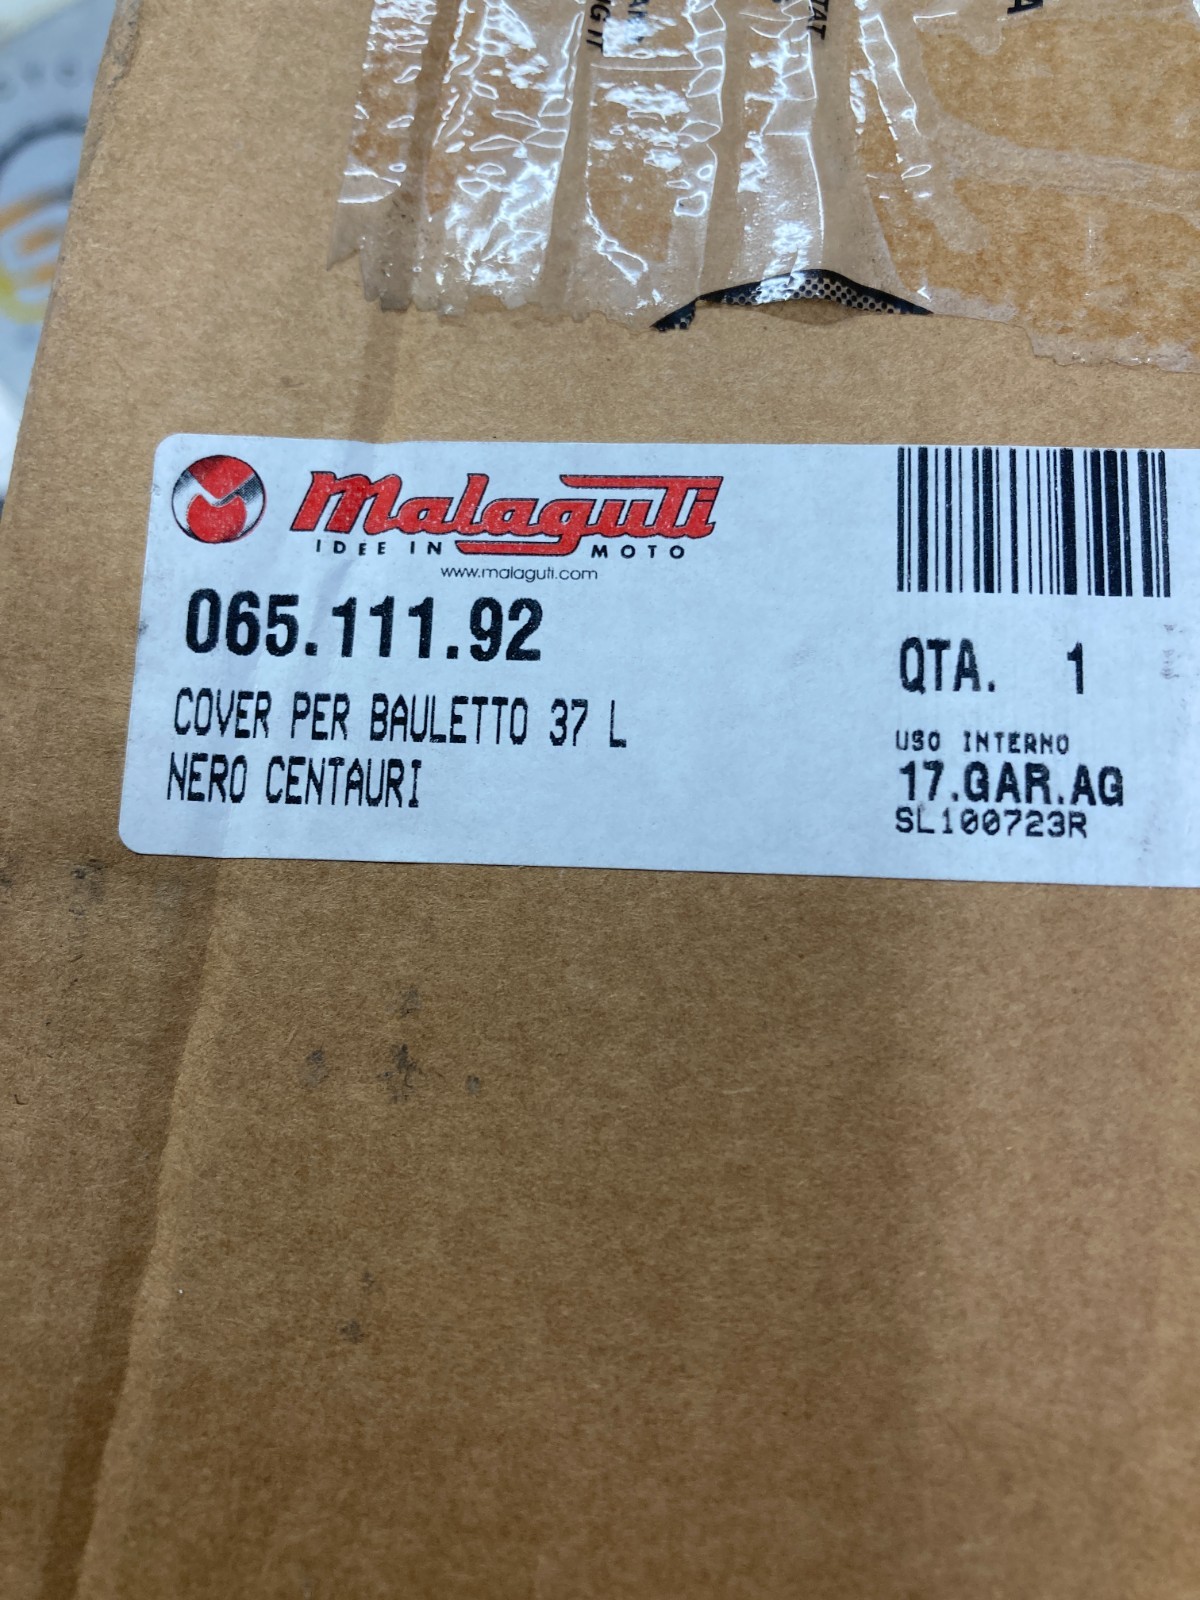 Malaguti
IDEE IN MOTO
www.malaguti.com
065.111.92
COVER PER BAULETTO 37 L
NERO CENTAURI
QTA. 1
USO INTERNO
17.GAR.AG
SL100723R